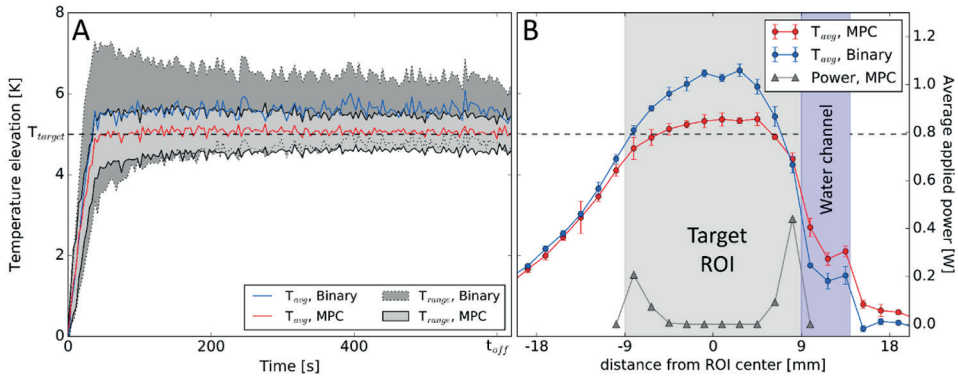 A
Temperature elevation [K]
8
6
T_target
4
2
0
0
200
400
t_off
Time [s]
T_avg, Binary
T_avg, MPC
T_range, Binary
T_range, MPC
B
T_avg, MPC
T_avg, Binary
Power, MPC
Target
ROI
Water channel
-18
-9
0
9
18
distance from ROI center [mm]
1.2
1.0
0.8
0.6
0.4
0.2
0.0
Average applied
power [W]